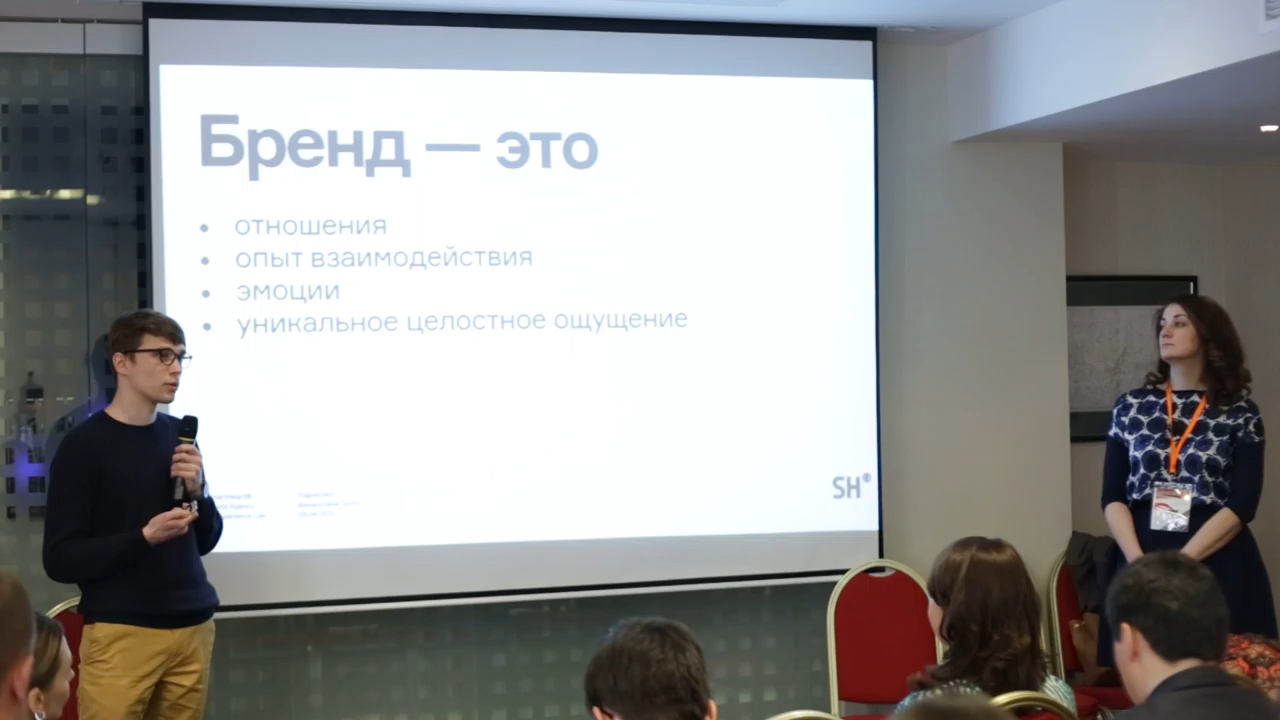 Бренд — это
• отношения
• опыт взаимодействия
• эмоции
• уникальное целостное ощущение
SH®